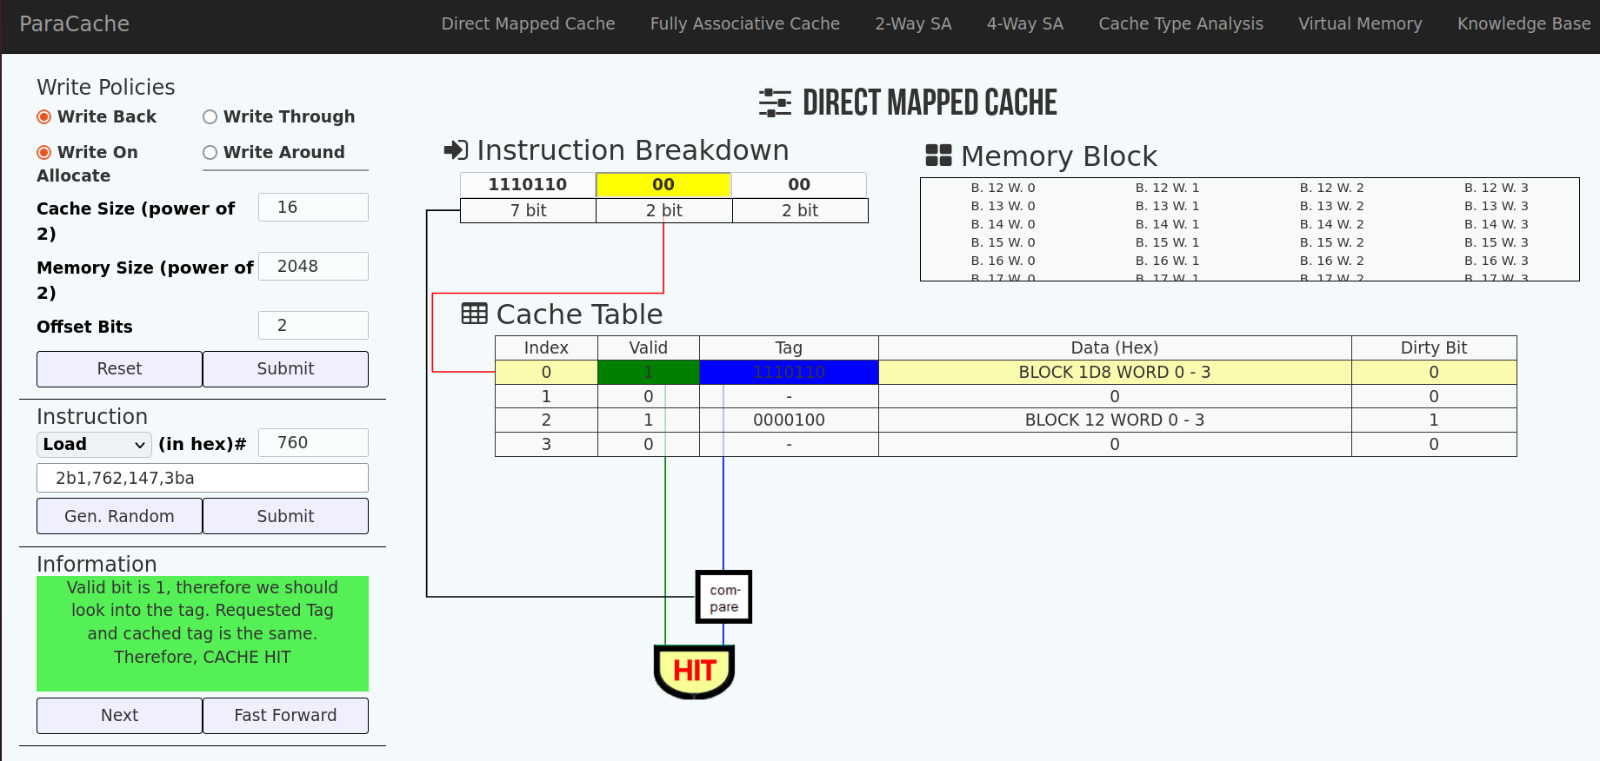 ParaCache
Direct Mapped Cache Fully Associative Cache 2-Way SA 4-Way SA Cache Type Analysis Virtual Memory Knowledge Base
Write Policies
Write Back Write Through
Write On Allocate Write Around
Cache Size (power of 2) 16
Memory Size (power of 2) 2048
Offset Bits 2
Reset Submit
Instruction
Load (in hex)# 760
2b1,762,147,3ba
Gen. Random Submit
Information
Valid bit is 1, therefore we should
look into the tag. Requested Tag
and cached tag is the same.
Therefore, CACHE HIT
Next Fast Forward
DIRECT MAPPED CACHE
Instruction Breakdown
1110110 00 00
7 bit 2 bit 2 bit
Memory Block
B. 12 W. 0 B. 12 W. 1 B. 12 W. 2 B. 12 W. 3
B. 13 W. 0 B. 13 W. 1 B. 13 W. 2 B. 13 W. 3
B. 14 W. 0 B. 14 W. 1 B. 14 W. 2 B. 14 W. 3
B. 15 W. 0 B. 15 W. 1 B. 15 W. 2 B. 15 W. 3
B. 16 W. 0 B. 16 W. 1 B. 16 W. 2 B. 16 W. 3
B. 17 W. 0 B. 17 W. 1 B. 17 W. 2 B. 17 W. 3
Cache Table
Index Valid Tag Data (Hex) Dirty Bit
0 1 1110110 BLOCK 1D8 WORD 0 - 3 0
1 0 - 0 0
2 1 0000100 BLOCK 12 WORD 0 - 3 1
3 0 - 0 0
com-
pare
HIT